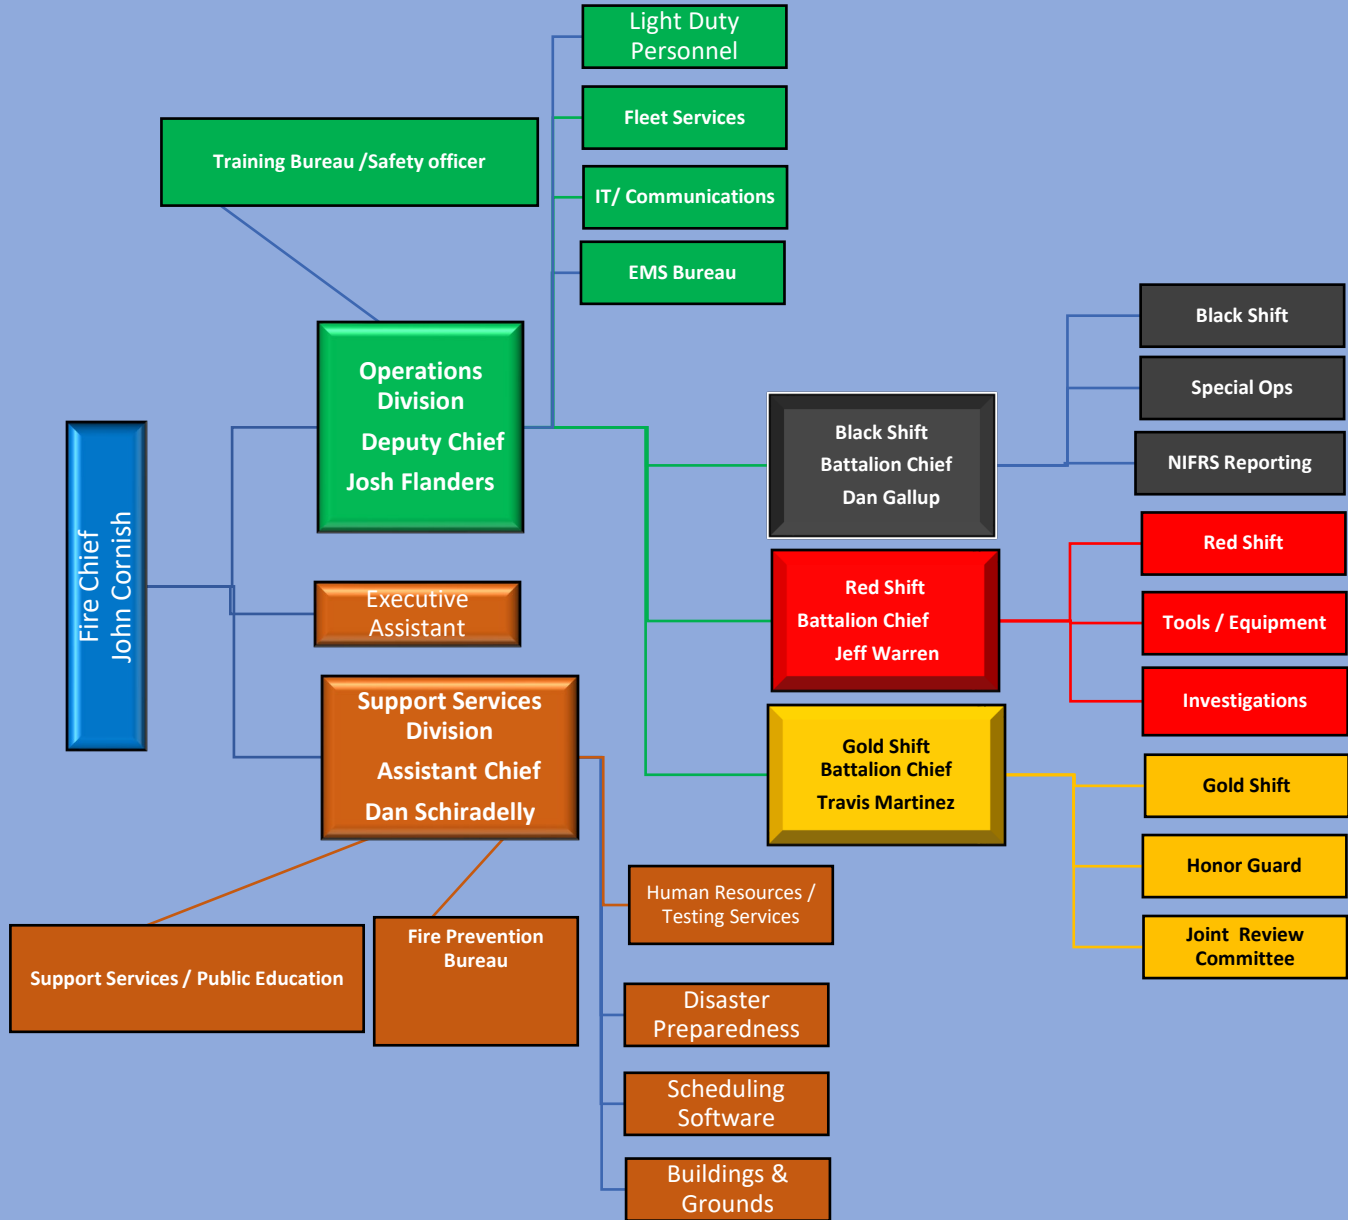 Light Duty
Personnel
Fleet Services
Training Bureau /Safety officer
IT/ Communications
EMS Bureau
Operations
Division
Deputy Chief
Josh Flanders
Fire Chief
John Cornish
Executive
Assistant
Support Services
Division
Assistant Chief
Dan Schiradelly
Support Services / Public Education
Fire Prevention
Bureau
Human Resources /
Testing Services
Disaster
Preparedness
Scheduling
Software
Buildings &
Grounds
Black Shift
Battalion Chief
Dan Gallup
Black Shift
Special Ops
NIFRS Reporting
Red Shift
Battalion Chief
Jeff Warren
Red Shift
Tools / Equipment
Investigations
Gold Shift
Battalion Chief
Travis Martinez
Gold Shift
Honor Guard
Joint  Review
Committee